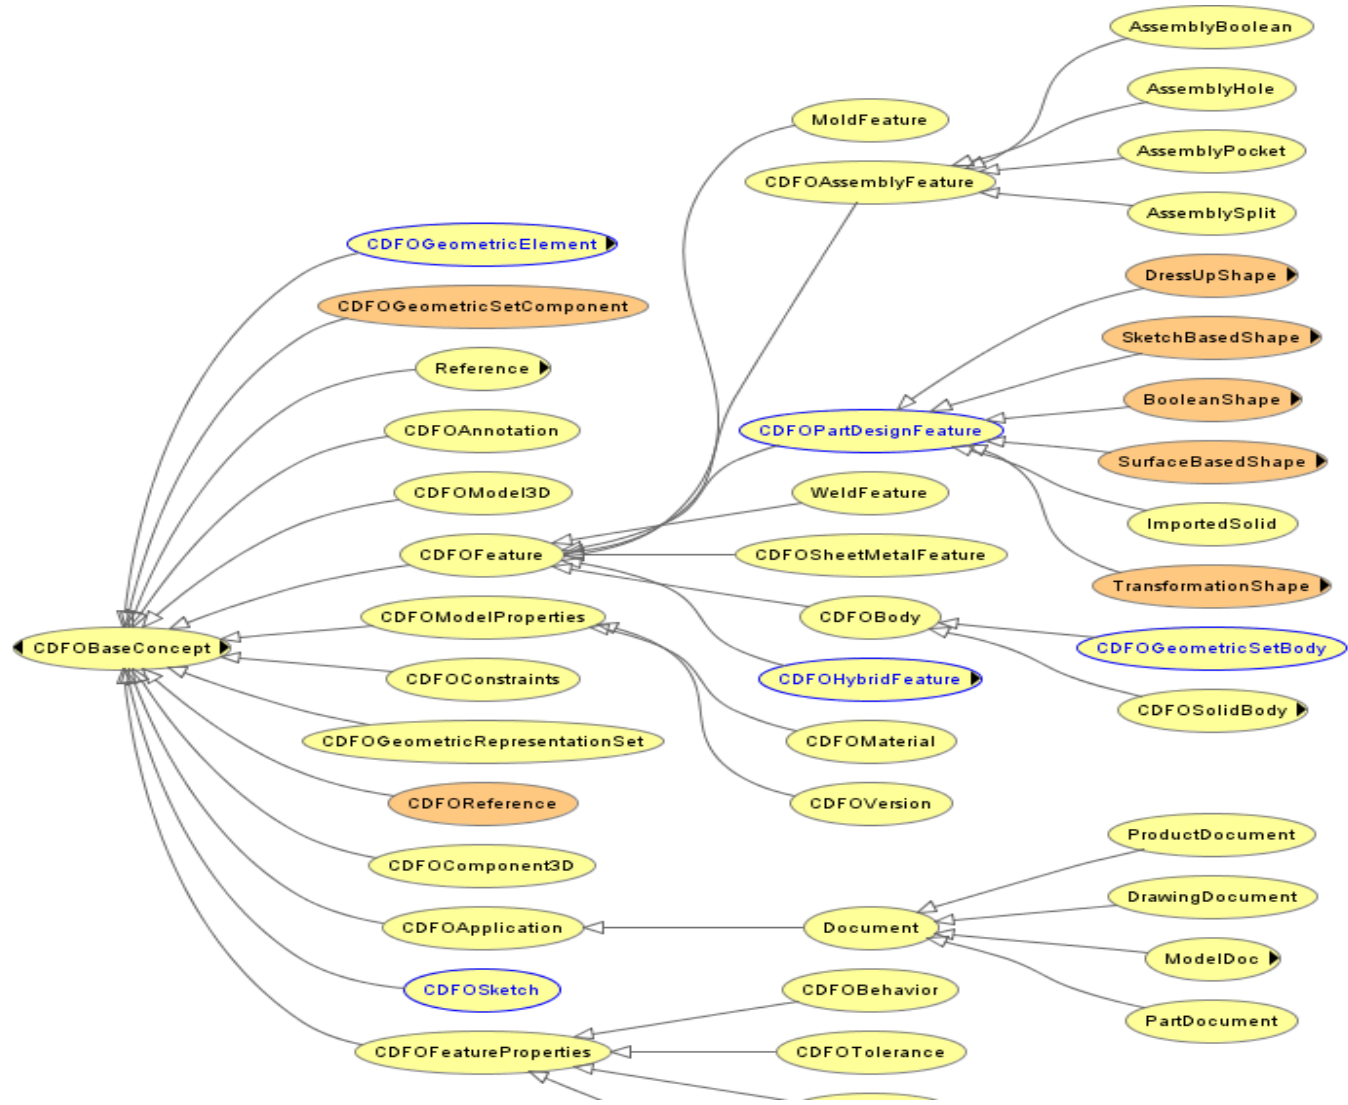 AssemblyBoolean
AssemblyHole
MoldFeature
AssemblyPocket
CDFOAssemblyFeature
AssemblySplit
CDFOGeometricElement
DressUpShape
CDFOGeometricSetComponent
SketchBasedShape
Reference
BooleanShape
CDFOAnnotation
CDFOPartDesignFeature
SurfaceBasedShape
CDFOModel3D
WeldFeature
ImportedSolid
CDFOFeature
CDFOSheetMetalFeature
TransformationShape
CDFOModelProperties
CDFOBody
CDFOBaseConcept
CDFOGeometricSetBody
CDFOConstraints
CDFOHybridFeature
CDFOSolidBody
CDFOGeometricRepresentationSet
CDFOMaterial
CDFOReference
CDFOVersion
ProductDocument
CDFOComponent3D
DrawingDocument
CDFOApplication
Document
ModelDoc
CDFOSketch
CDFOBehavior
PartDocument
CDFOFeatureProperties
CDFOTolerance